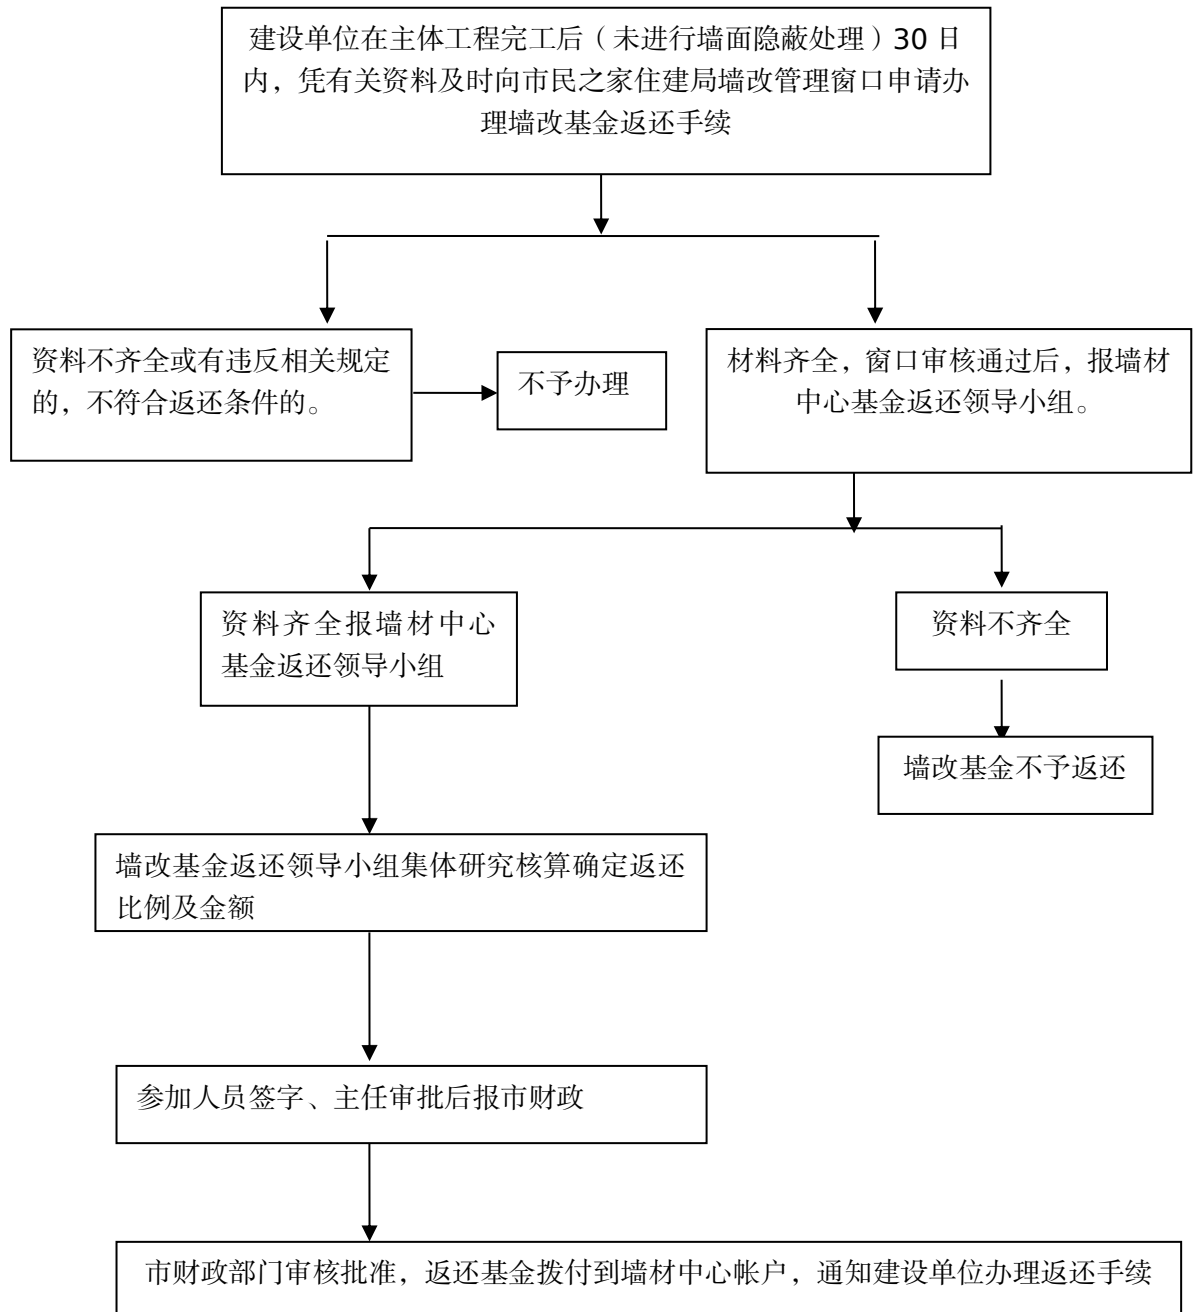 建设单位在主体工程完工后（未进行墙面隐蔽处理）30 日
内，凭有关资料及时向市民之家住建局墙改管理窗口申请办
理墙改基金返还手续
资料不齐全或有违反相关规定
的，不符合返还条件的。
不予办理
材料齐全，窗口审核通过后，报墙材
中心基金返还领导小组。
资料齐全报墙材中心
基金返还领导小组
资料不齐全
墙改基金不予返还
墙改基金返还领导小组集体研究核算确定返还
比例及金额
参加人员签字、主任审批后报市财政
市财政部门审核批准，返还基金拨付到墙材中心帐户，通知建设单位办理返还手续